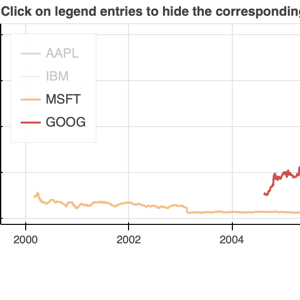 Click on legend entries to hide the corresponding
AAPL
IBM
MSFT
GOOG
2000
2002
2004